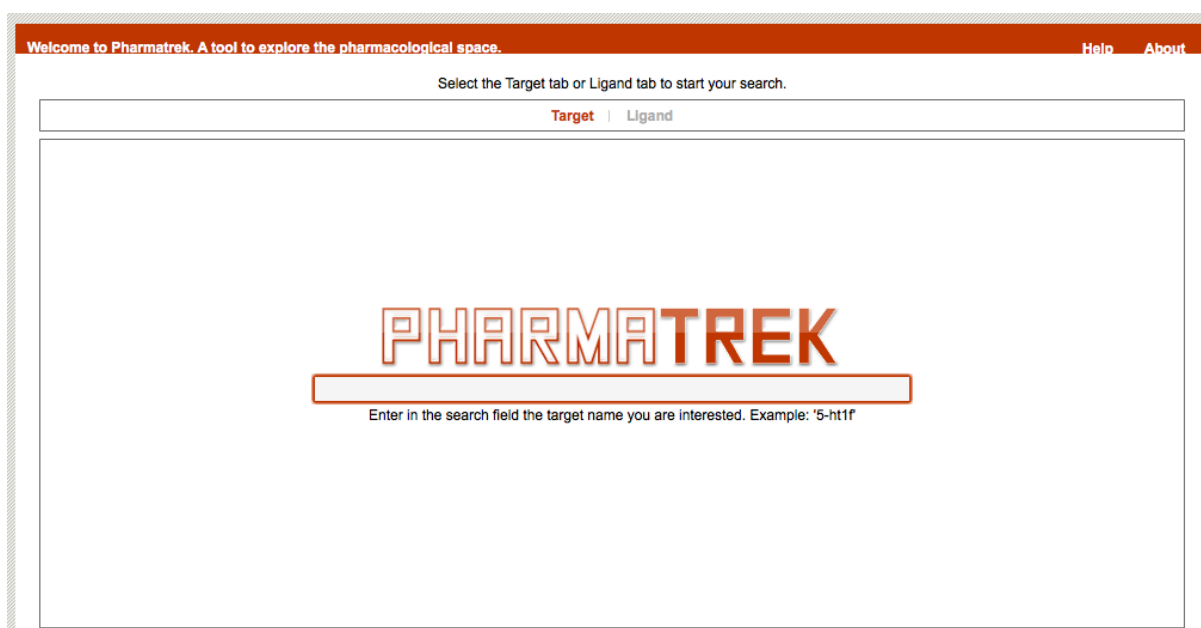 Welcome to Pharmatrek. A tool to explore the pharmacological space. Help About
Select the Target tab or Ligand tab to start your search.
Target | Ligand
PHARMATREK
Enter in the search field the target name you are interested. Example: '5-ht1f'